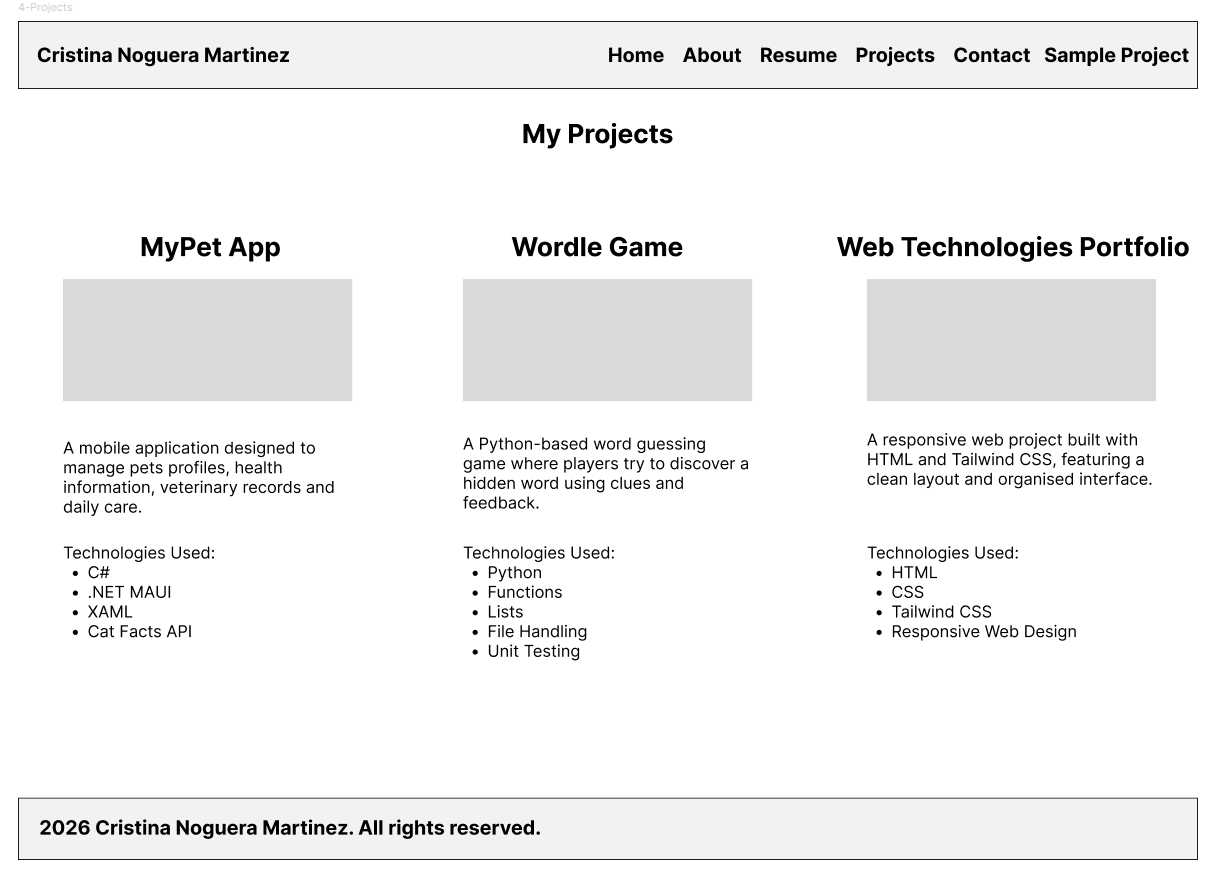 4-Projects
Cristina Noguera Martinez
Home About Resume Projects Contact Sample Project
My Projects
MyPet App
A mobile application designed to
manage pets profiles, health
information, veterinary records and
daily care.
Technologies Used:
• C#
• .NET MAUI
• XAML
• Cat Facts API
Wordle Game
A Python-based word guessing
game where players try to discover a
hidden word using clues and
feedback.
Technologies Used:
• Python
• Functions
• Lists
• File Handling
• Unit Testing
Web Technologies Portfolio
A responsive web project built with
HTML and Tailwind CSS, featuring a
clean layout and organised interface.
Technologies Used:
• HTML
• CSS
• Tailwind CSS
• Responsive Web Design
2026 Cristina Noguera Martinez. All rights reserved.